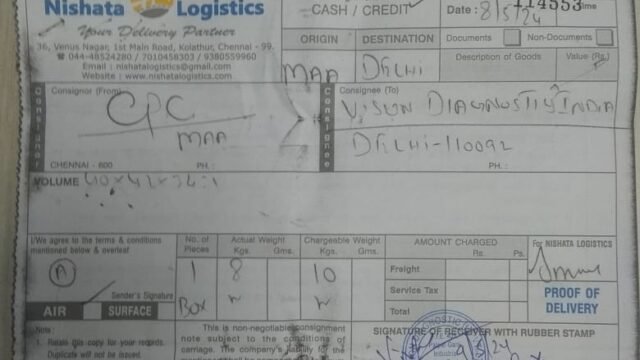 Nishata Logistics
Your Delivery Partner
36, Venus Nagar, 1st Main Road, Kolathur, Chennai - 99.
044-48524280 / 7010458303 / 9380559960
Email : nishatalogistics@gmail.com
Website : www.nishatalogistics.com
CASH / CREDIT Date : 8/5/24 114553
ORIGIN DESTINATION Documents Non-Documents
MAA DELHI Description of Goods Value (Rs.)
Consignor Consignor (From) Consignee Consignee (To)
CPC VISION INDIA
MAA DELHI-110092
CHENNAI - 600 PH. : PH. :
VOLUME 40×42×34:1
I/We agree to the terms & conditions
mentioned below & overleaf
No. of Pieces Actual Weight Kgs. Gms. Chargeable Weight Kgs. Gms. AMOUNT CHARGED Rs. Ps. For NISHATA LOGISTICS
A 1 8 10 Freight
Sender's Signature Box Service Tax PROOF OF DELIVERY
AIR SURFACE Total
Note : This is non-negotiable consignment SIGNATURE OF RECEIVER WITH RUBBER STAMP
1. Retain this copy for records. note subject to the conditions of
Duplicate will not be issued. carriage. The company's liability for the